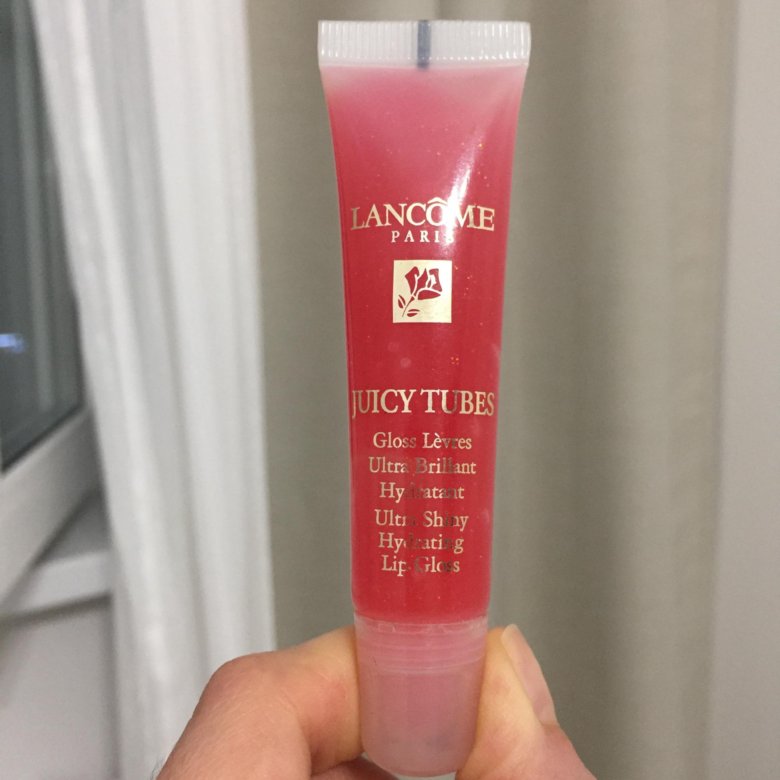 LANCÔME
PARIS
JUICY TUBES
Gloss Lèvres
Ultra Brillant
Hydratant
Ultra Shiny
Hydrating
Lip Gloss